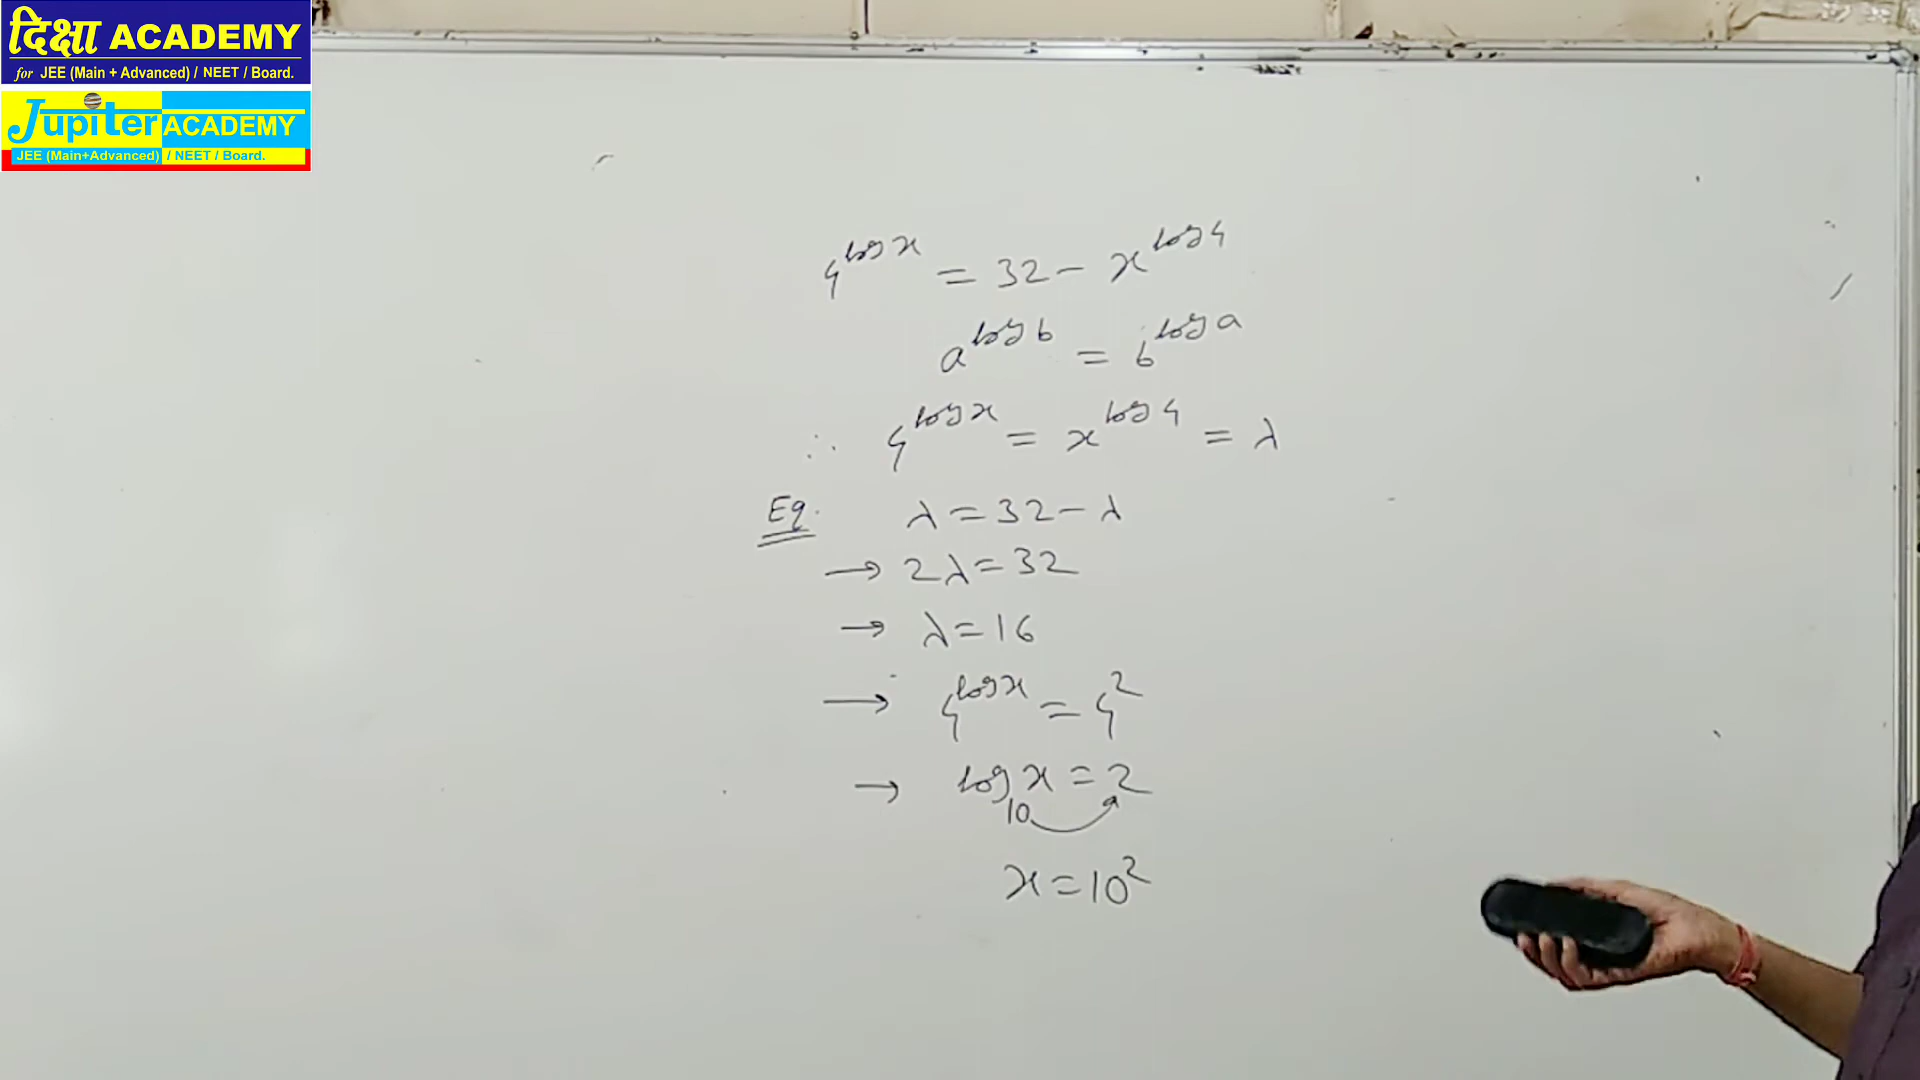 दिक्षा ACADEMY
for JEE (Main + Advanced) / NEET / Board.
Jupiter ACADEMY
JEE (Main+Advanced) / NEET / Board.
4^{log x} = 32 - x^{log 4}
a^{log b} = b^{log a}
∴ 4^{log x} = x^{log 4} = λ
Eq. λ = 32 - λ
→ 2λ = 32
→ λ = 16
→ 4^{log x} = 4^2
→ log_{10} x = 2
x = 10^2